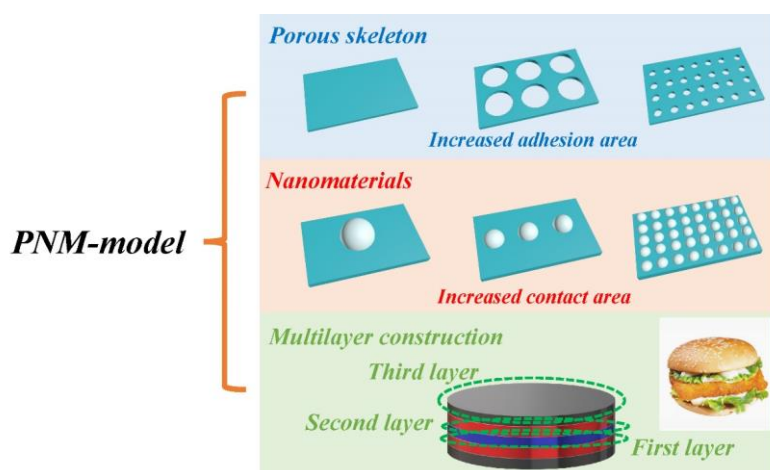 PNM-model
Porous skeleton
Increased adhesion area
Nanomaterials
Increased contact area
Multilayer construction
Third layer
Second layer
First layer